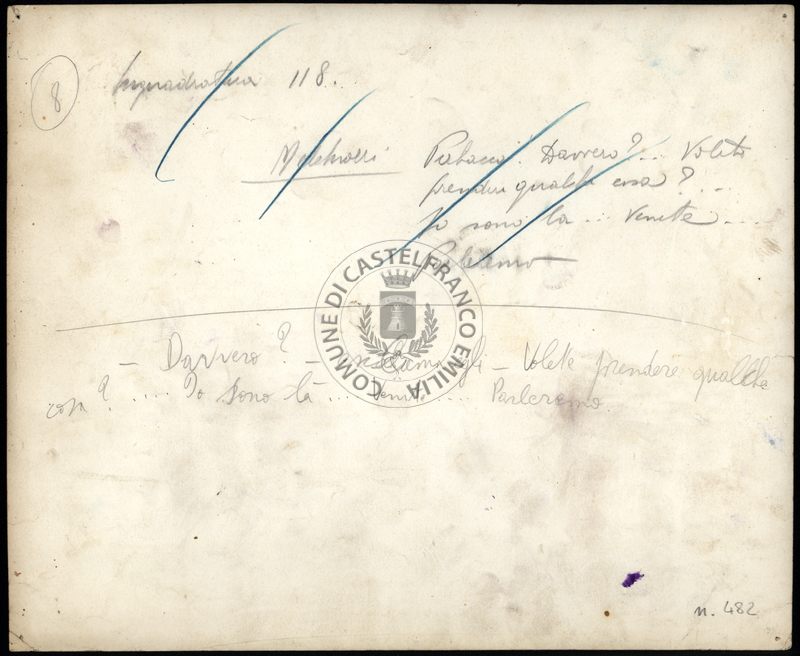 8
Inquadratura 118.
Melchiorri Perbacco! Davvero?... Volete
prendere qualche cosa?...
Io sono là... Venite....
Parleremo
COMUNE DI CASTELFRANCO EMILIA
— Davvero? — — Volete prendere qualche
cosa?.... Io sono là.... Venite.... Parleremo.
n. 482